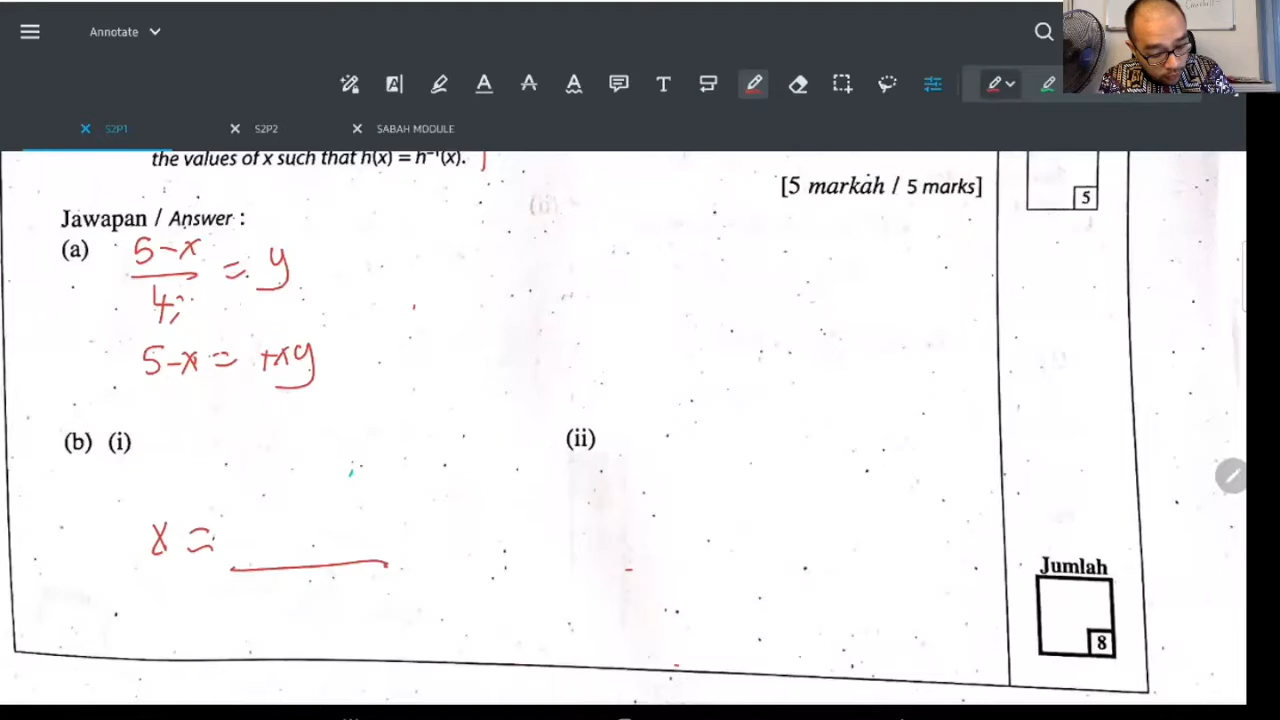 Annotate
S2P1
S2P2
SABAH MODULE
the values of x such that h(x) = h⁻¹(x).
[5 markah / 5 marks]
5
Jawapan / Answer :
(a)
5-x
4
= y
5-x = +xy
(b) (i)
(ii)
x =
Jumlah
8